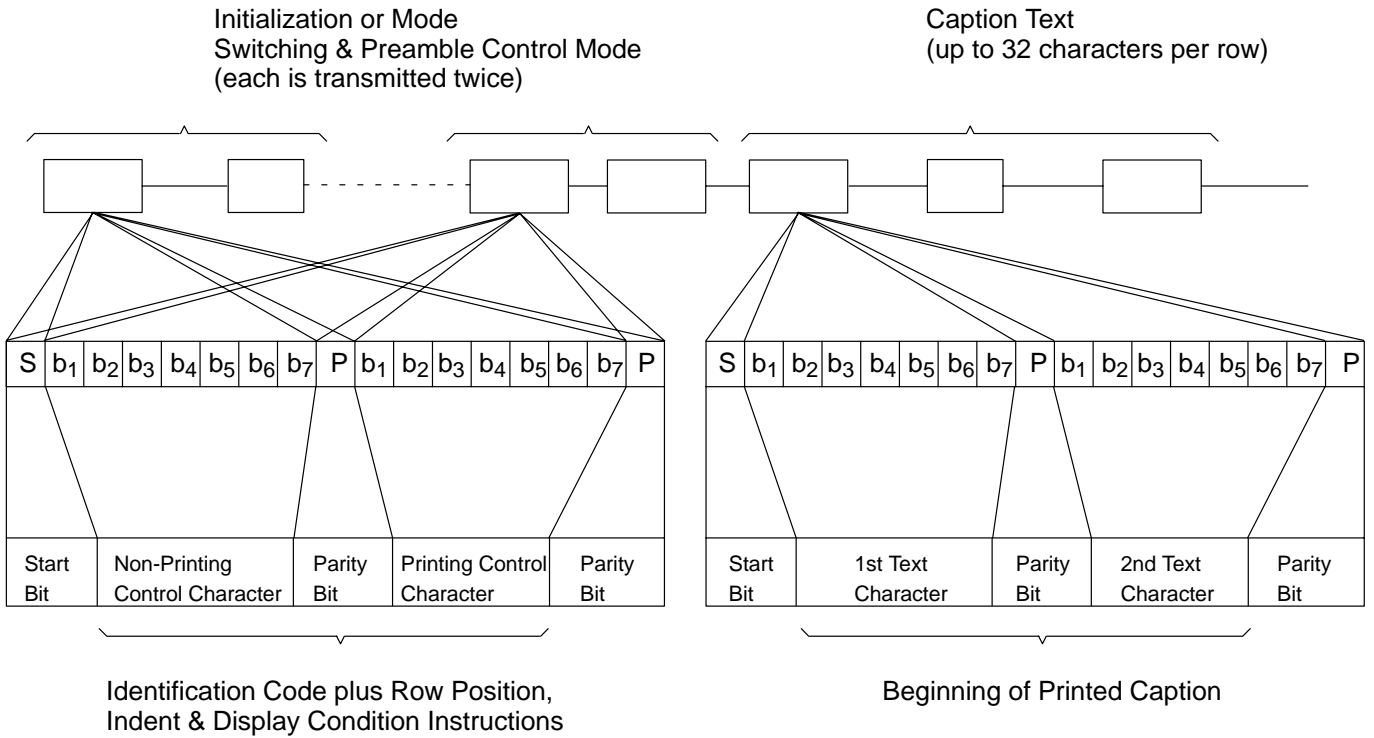 Initialization or Mode
Switching & Preamble Control Mode
(each is transmitted twice)
Caption Text
(up to 32 characters per row)
S b1 b2 b3 b4 b5 b6 b7 P b1 b2 b3 b4 b5 b6 b7 P
S b1 b2 b3 b4 b5 b6 b7 P b1 b2 b3 b4 b5 b6 b7 P
Start
Bit
Non-Printing
Control Character
Parity
Bit
Printing Control
Character
Parity
Bit
Start
Bit
1st Text
Character
Parity
Bit
2nd Text
Character
Parity
Bit
Identification Code plus Row Position,
Indent & Display Condition Instructions
Beginning of Printed Caption